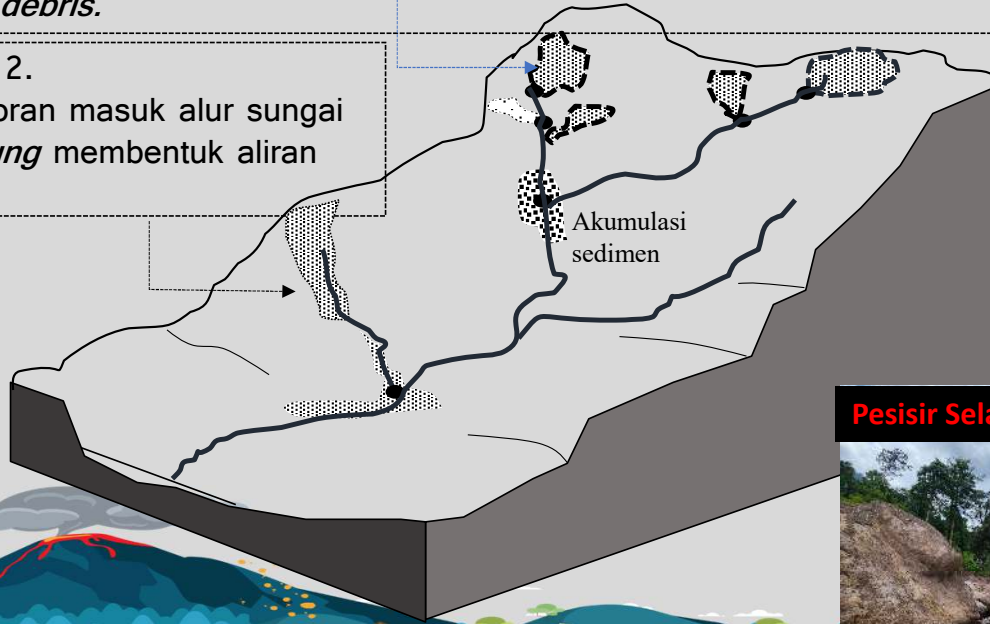 debris.
2.
oran masuk alur sungai
ung membentuk aliran
Akumulasi
sedimen
Pesisir Sela